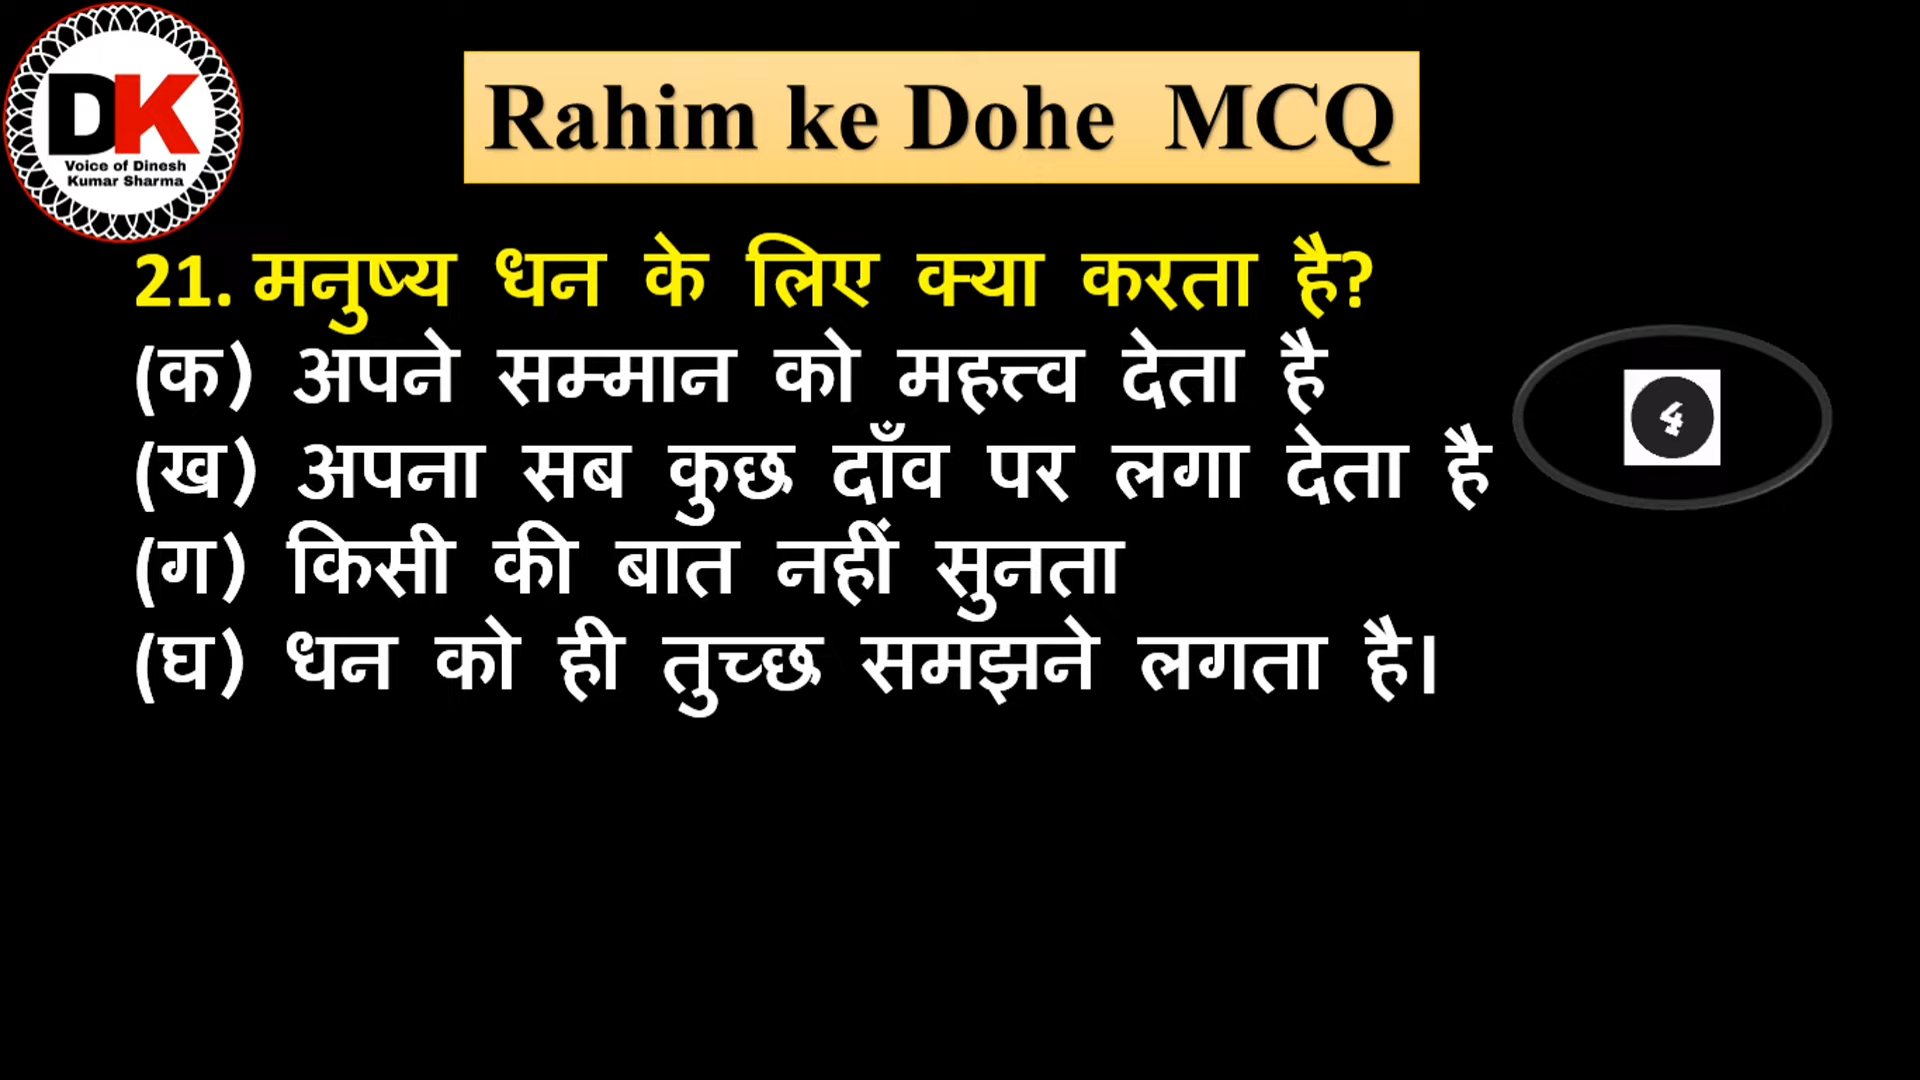 DK
Voice of Dinesh
Kumar Sharma
Rahim ke Dohe MCQ
21. मनुष्य धन के लिए क्या करता है?
(क) अपने सम्मान को महत्त्व देता है
(ख) अपना सब कुछ दाँव पर लगा देता है
(ग) किसी की बात नहीं सुनता
(घ) धन को ही तुच्छ समझने लगता है।
4